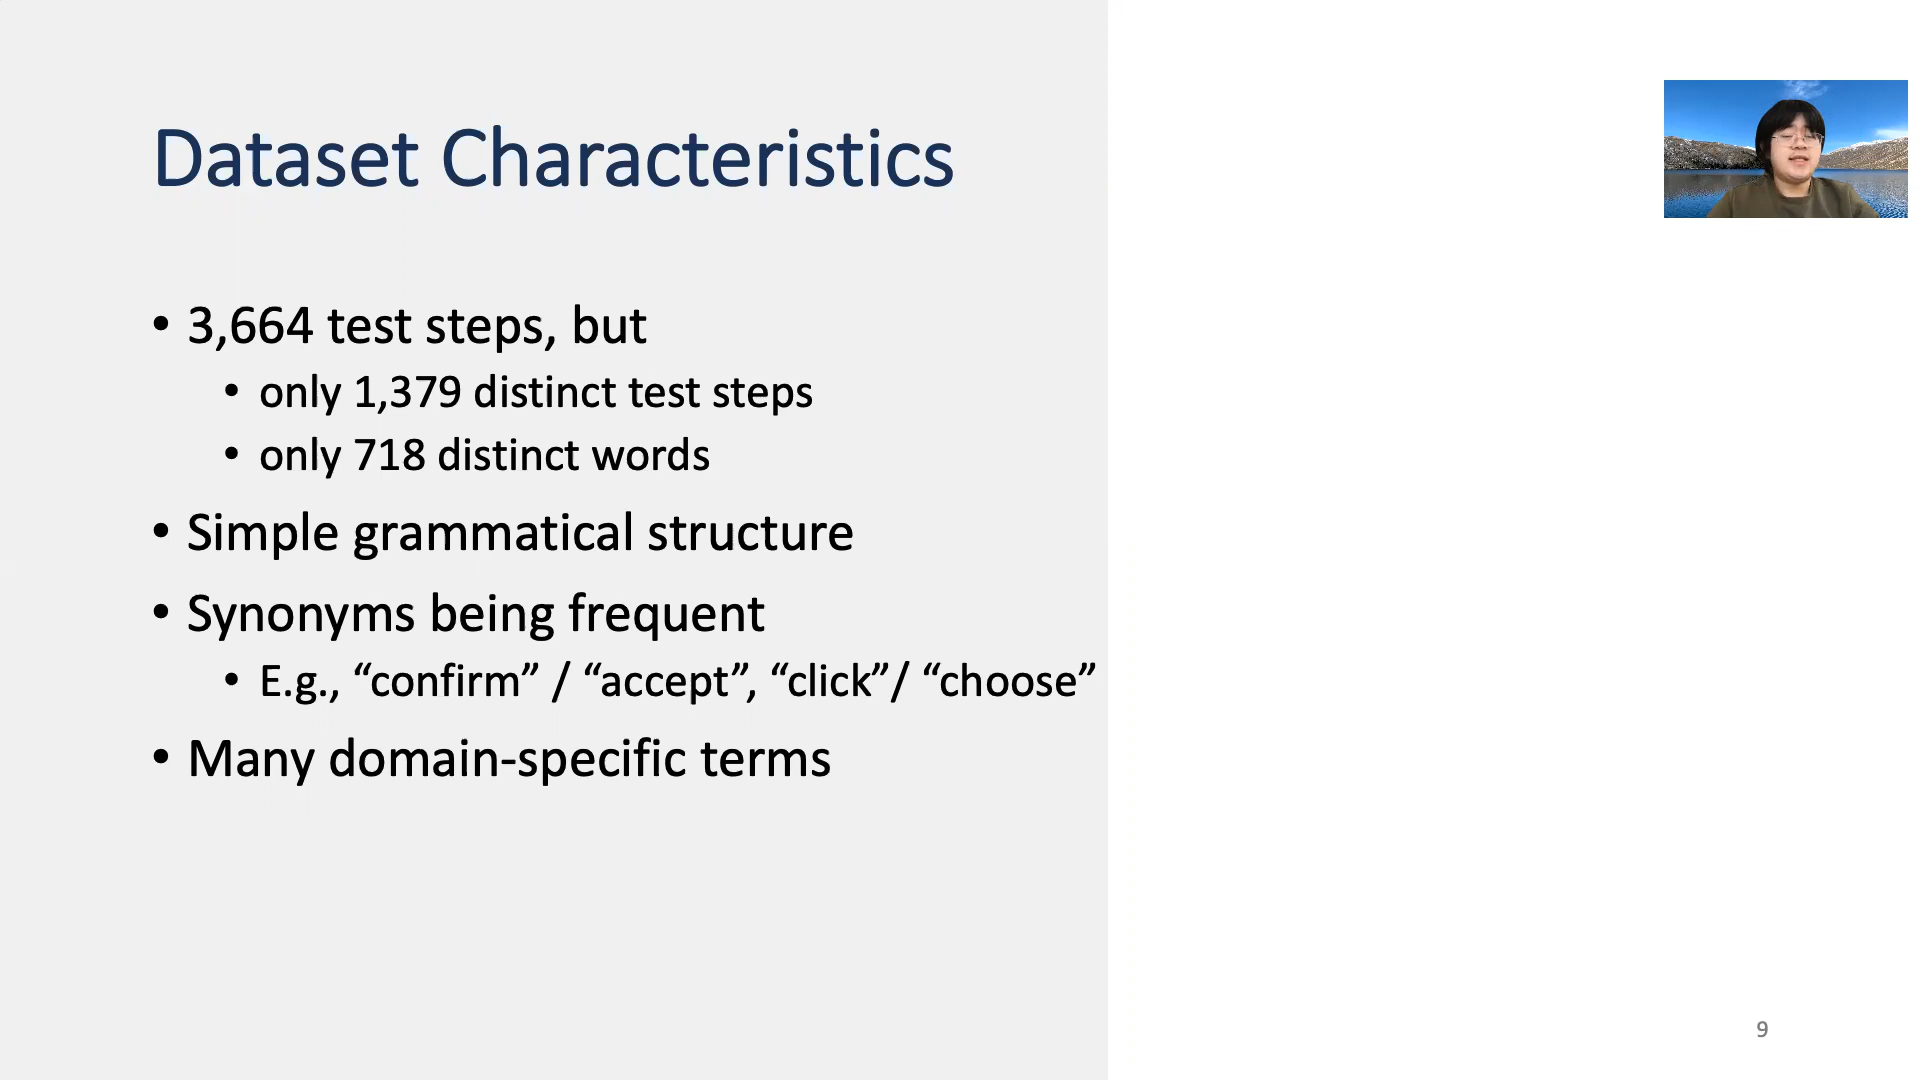 Dataset Characteristics
• 3,664 test steps, but
• only 1,379 distinct test steps
• only 718 distinct words
• Simple grammatical structure
• Synonyms being frequent
• E.g., “confirm” / “accept”, “click”/ “choose”
• Many domain-specific terms
9